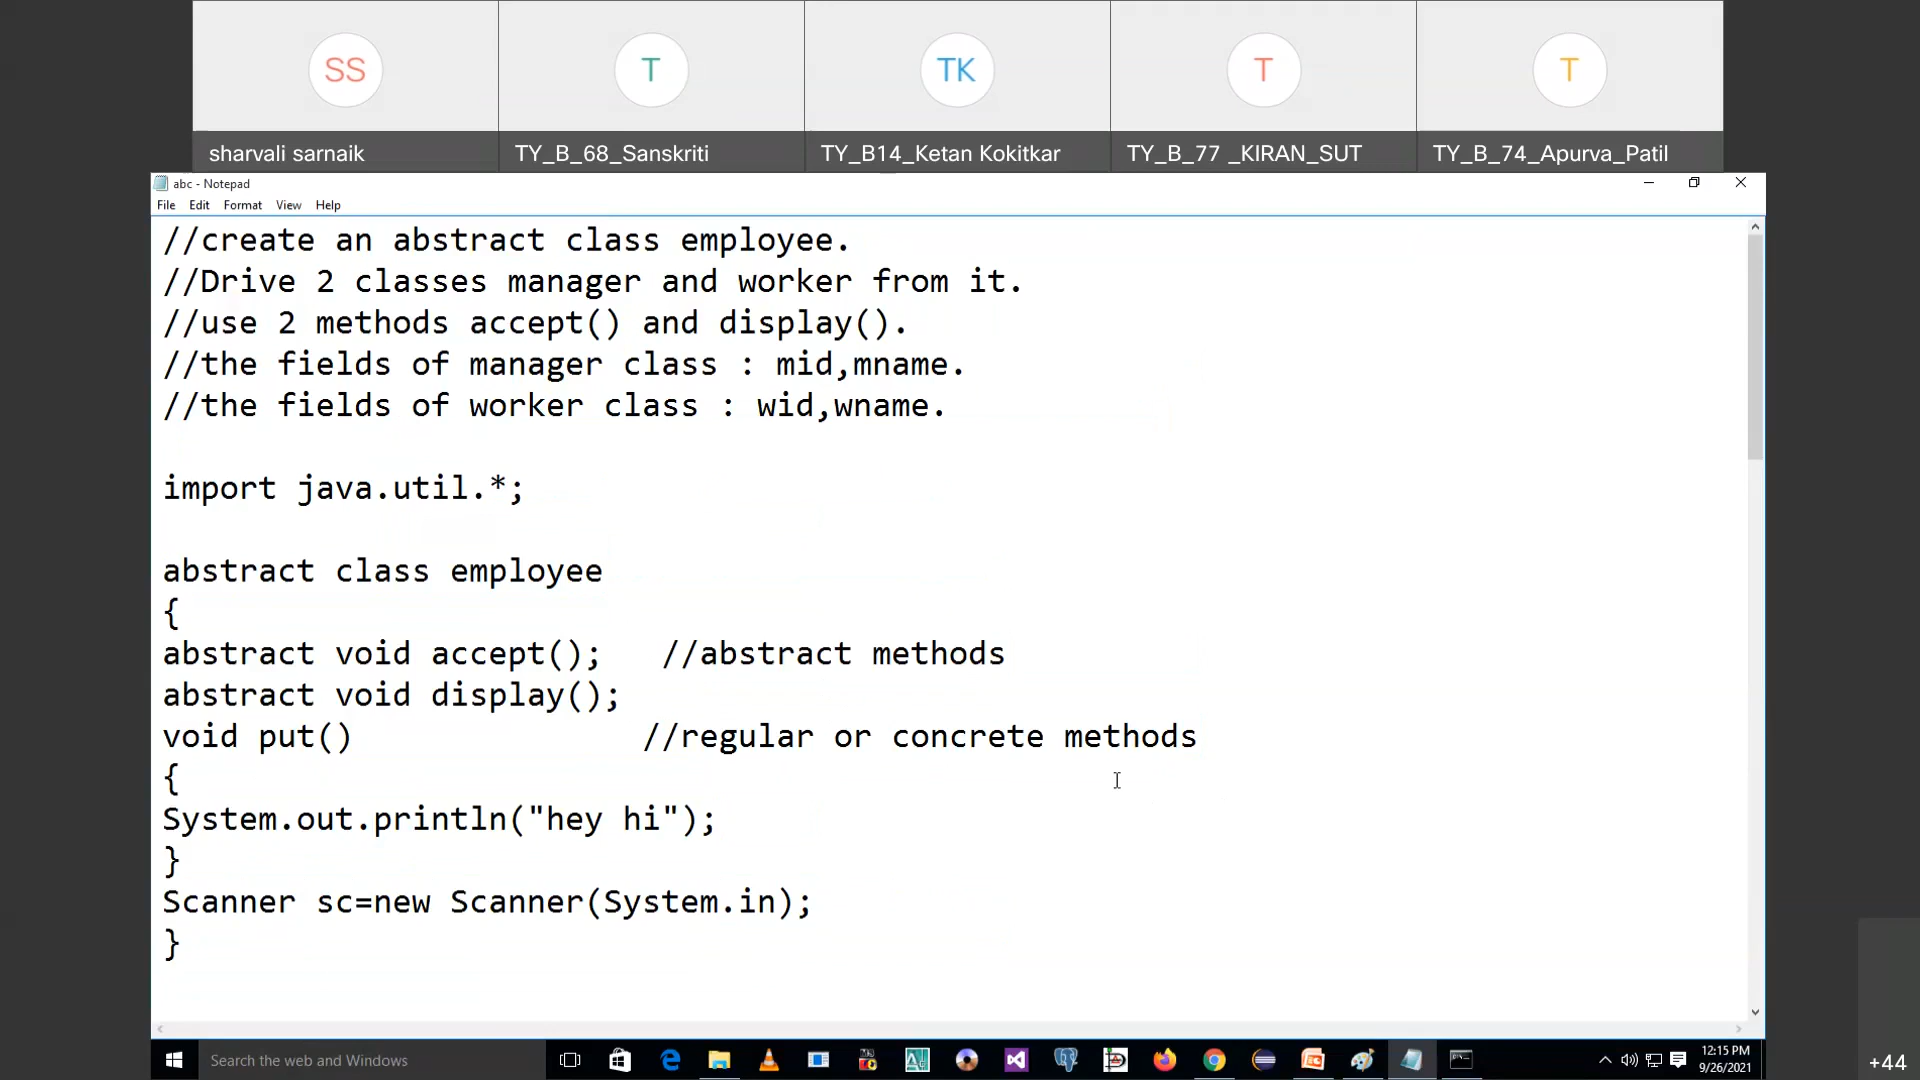 SS T TK T T
sharvali sarnaik TY_B_68_Sanskriti TY_B14_Ketan Kokitkar TY_B_77 _KIRAN_SUT TY_B_74_Apurva_Patil
abc - Notepad
File Edit Format View Help
//create an abstract class employee.
//Drive 2 classes manager and worker from it.
//use 2 methods accept() and display().
//the fields of manager class : mid,mname.
//the fields of worker class : wid,wname.
import java.util.*;
abstract class employee
{
abstract void accept();   //abstract methods
abstract void display();
void put()               //regular or concrete methods
{
System.out.println("hey hi");
}
Scanner sc=new Scanner(System.in);
}
Search the web and Windows
12:15 PM
9/26/2021
+44